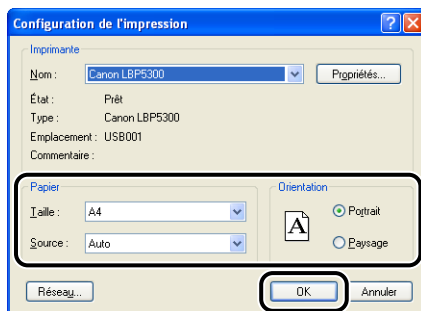 Configuration de l'impression
Imprimante
Nom : Canon LBP5300 Propriétés...
État : Prêt
Type : Canon LBP5300
Emplacement : USB001
Commentaire :
Papier
Taille : A4
Source : Auto
Orientation
A
Portrait
Paysage
Réseau... OK Annuler